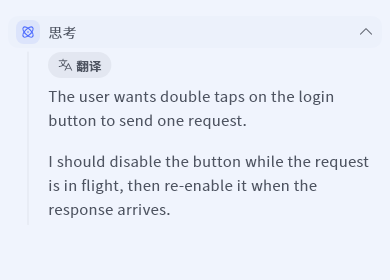 思考
翻译
The user wants double taps on the login
button to send one request.
I should disable the button while the request
is in flight, then re-enable it when the
response arrives.